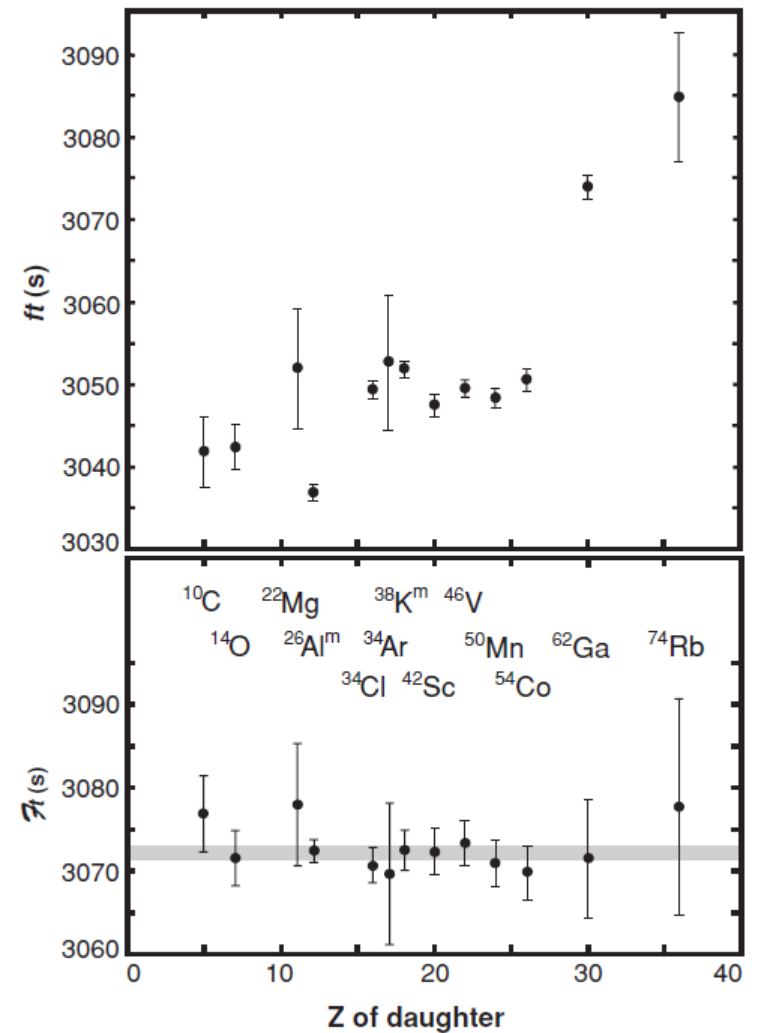 3090
3080
3070
3060
3050
3040
3030
ft (s)
¹⁰C ²²Mg ³⁸Kᵐ ⁴⁶V
¹⁴O ²⁶Alᵐ ³⁴Ar ⁵⁰Mn ⁶²Ga ⁷⁴Rb
³⁴Cl ⁴²Sc ⁵⁴Co
3090
3080
3070
3060
ℱt (s)
0 10 20 30 40
Z of daughter